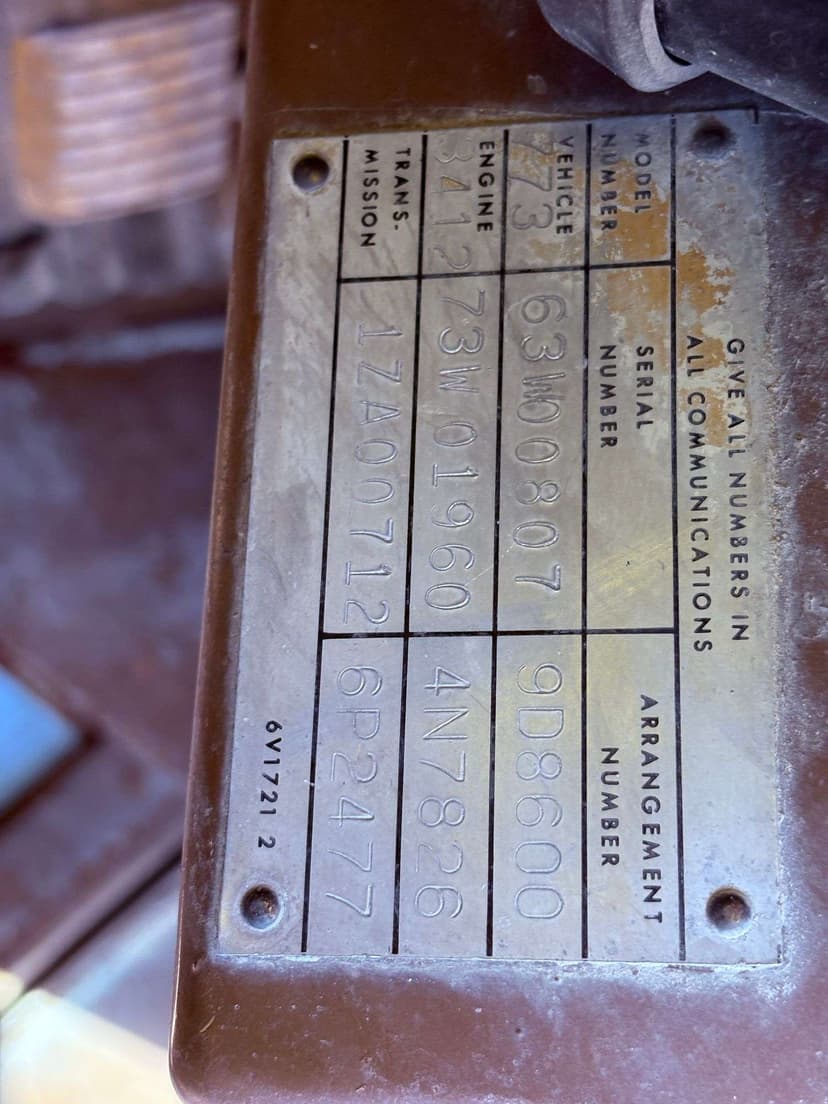 GIVE ALL NUMBERS IN
ALL COMMUNICATIONS
MODEL NUMBER SERIAL NUMBER ARRANGEMENT NUMBER
VEHICLE
773 63W00807 9D8600
ENGINE
3412 73W01960 4N7826
TRANS-
MISSION 1ZA00712 6P2477
6V1721 2